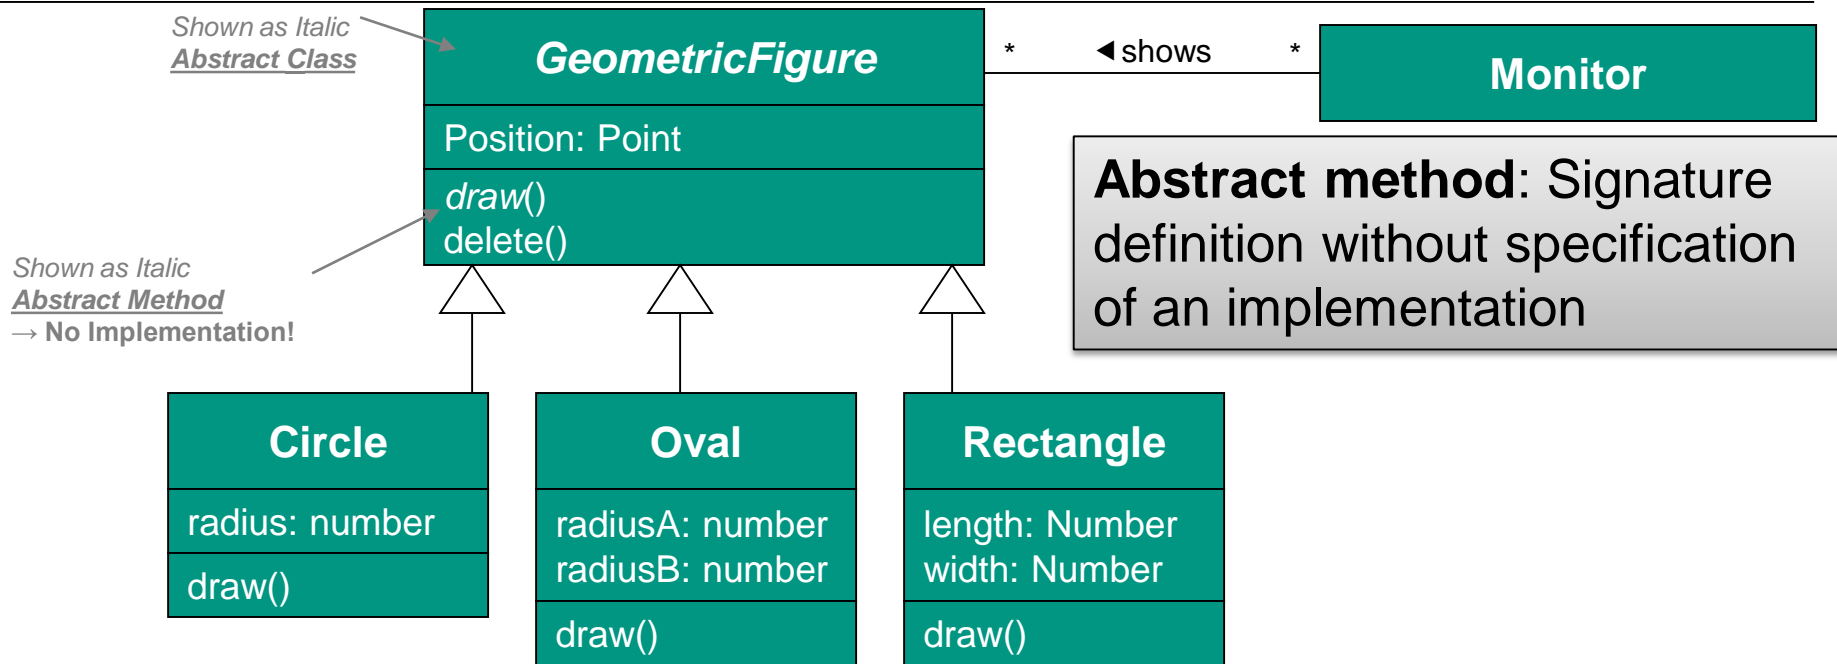 Shown as Italic
Abstract Class
GeometricFigure
* ◄shows *
Monitor
Position: Point
draw()
delete()
Abstract method: Signature
definition without specification
of an implementation
Shown as Italic
Abstract Method
→ No Implementation!
Circle
radius: number
draw()
Oval
radiusA: number
radiusB: number
draw()
Rectangle
length: Number
width: Number
draw()